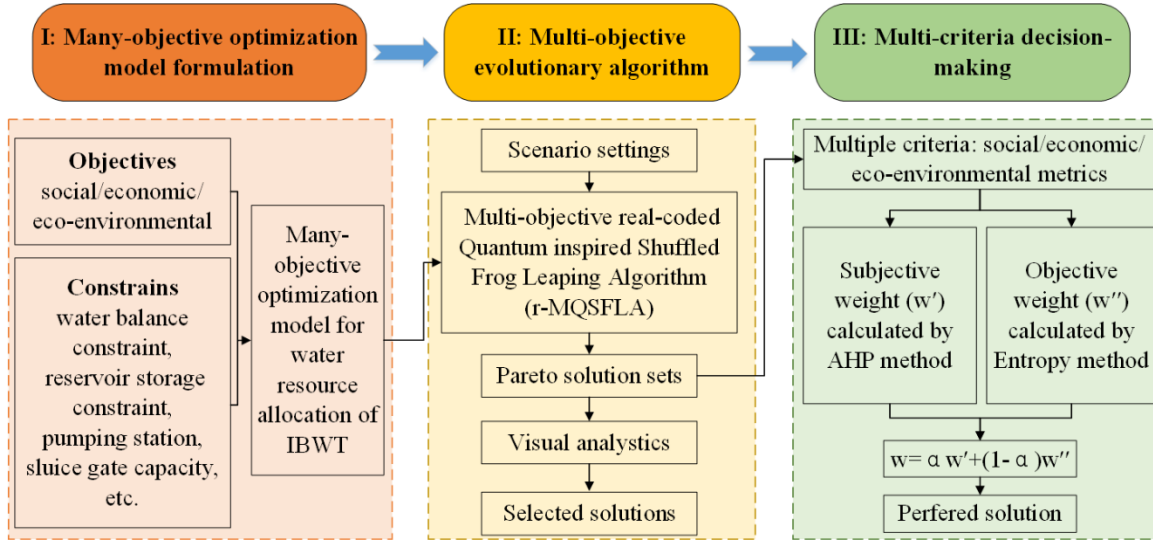 I: Many-objective optimization
model formulation
II: Multi-objective
evolutionary algorithm
III: Multi-criteria decision-
making
Objectives
social/economic/
eco-environmental
Constrains
water balance
constraint,
reservoir storage
constraint,
pumping station,
sluice gate capacity,
etc.
Many-
objective
optimization
model for
water
resource
allocation of
IBWT
Scenario settings
Multi-objective real-coded
Quantum inspired Shuffled
Frog Leaping Algorithm
(r-MQSFLA)
Pareto solution sets
Visual analystics
Selected solutions
Multiple criteria: social/economic/
eco-environmental metrics
Subjective
weight (w′)
calculated by
AHP method
Objective
weight (w′′)
calculated by
Entropy method
w= α w′+(1- α )w′′
Perfered solution